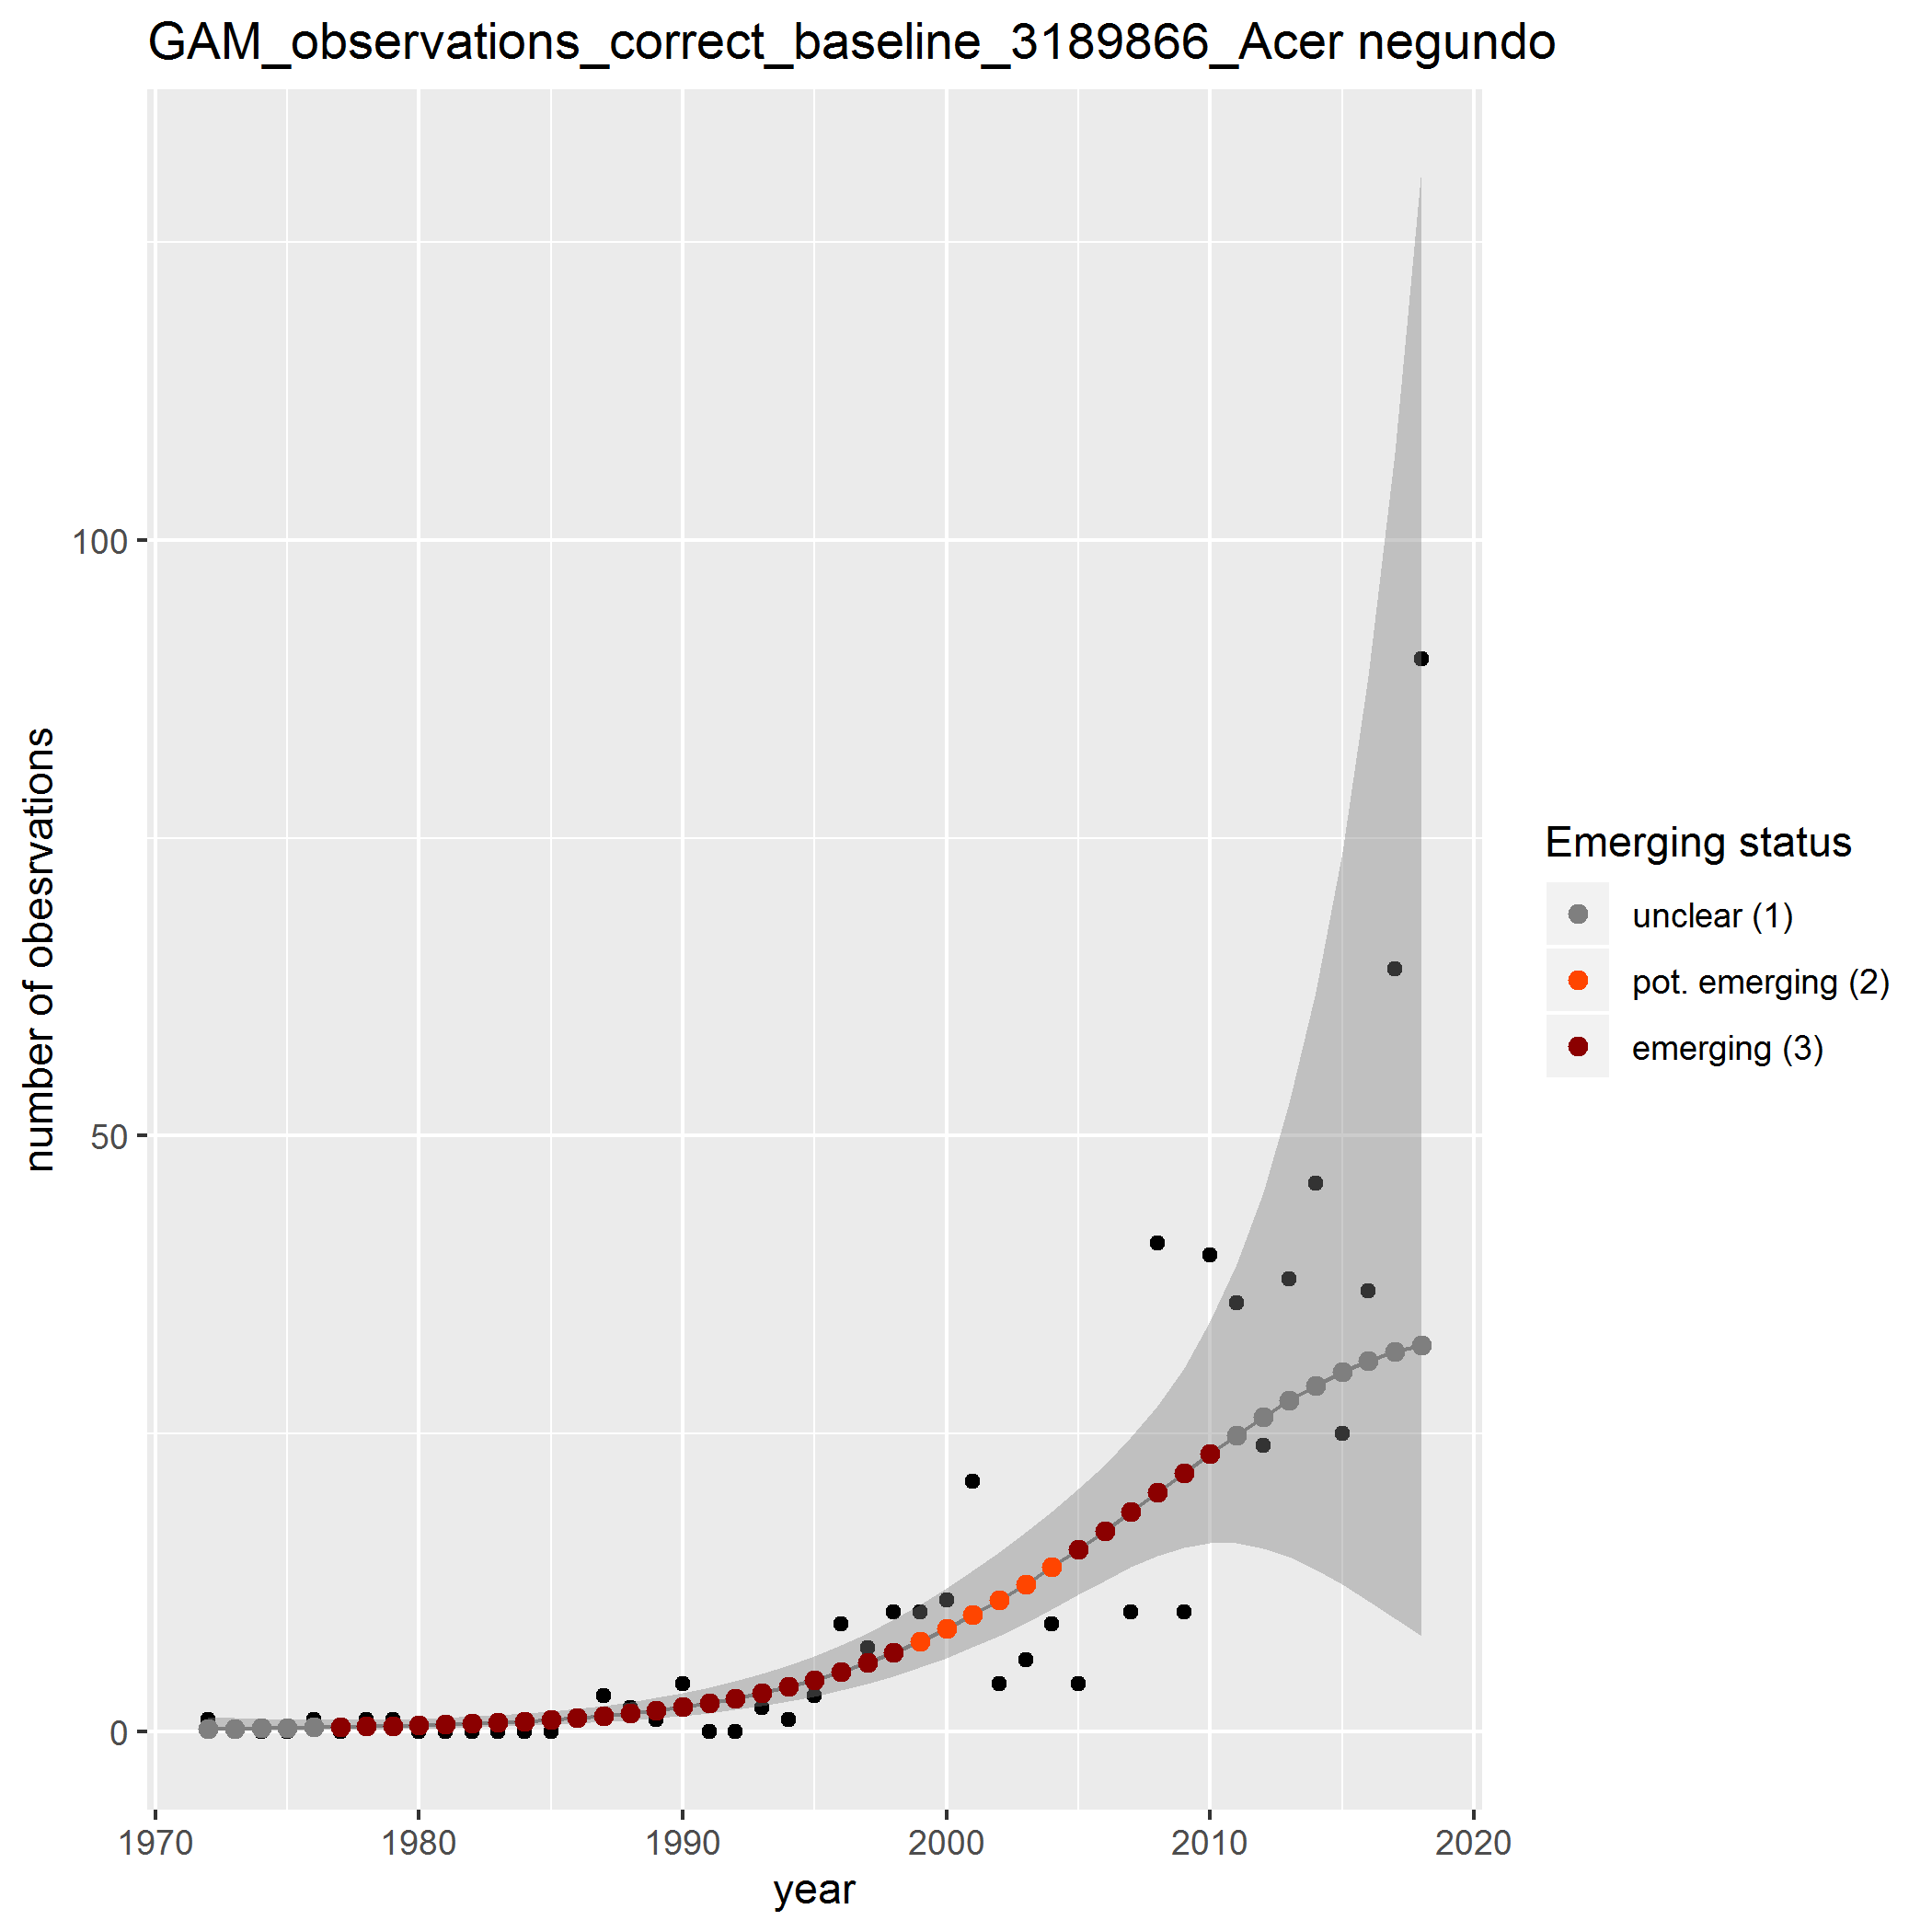 GAM_observations_correct_baseline_3189866_Acer negundo
100
50
0
number of obesrvations
1970
1980
1990
2000
2010
2020
year
Emerging status
unclear (1)
pot. emerging (2)
emerging (3)